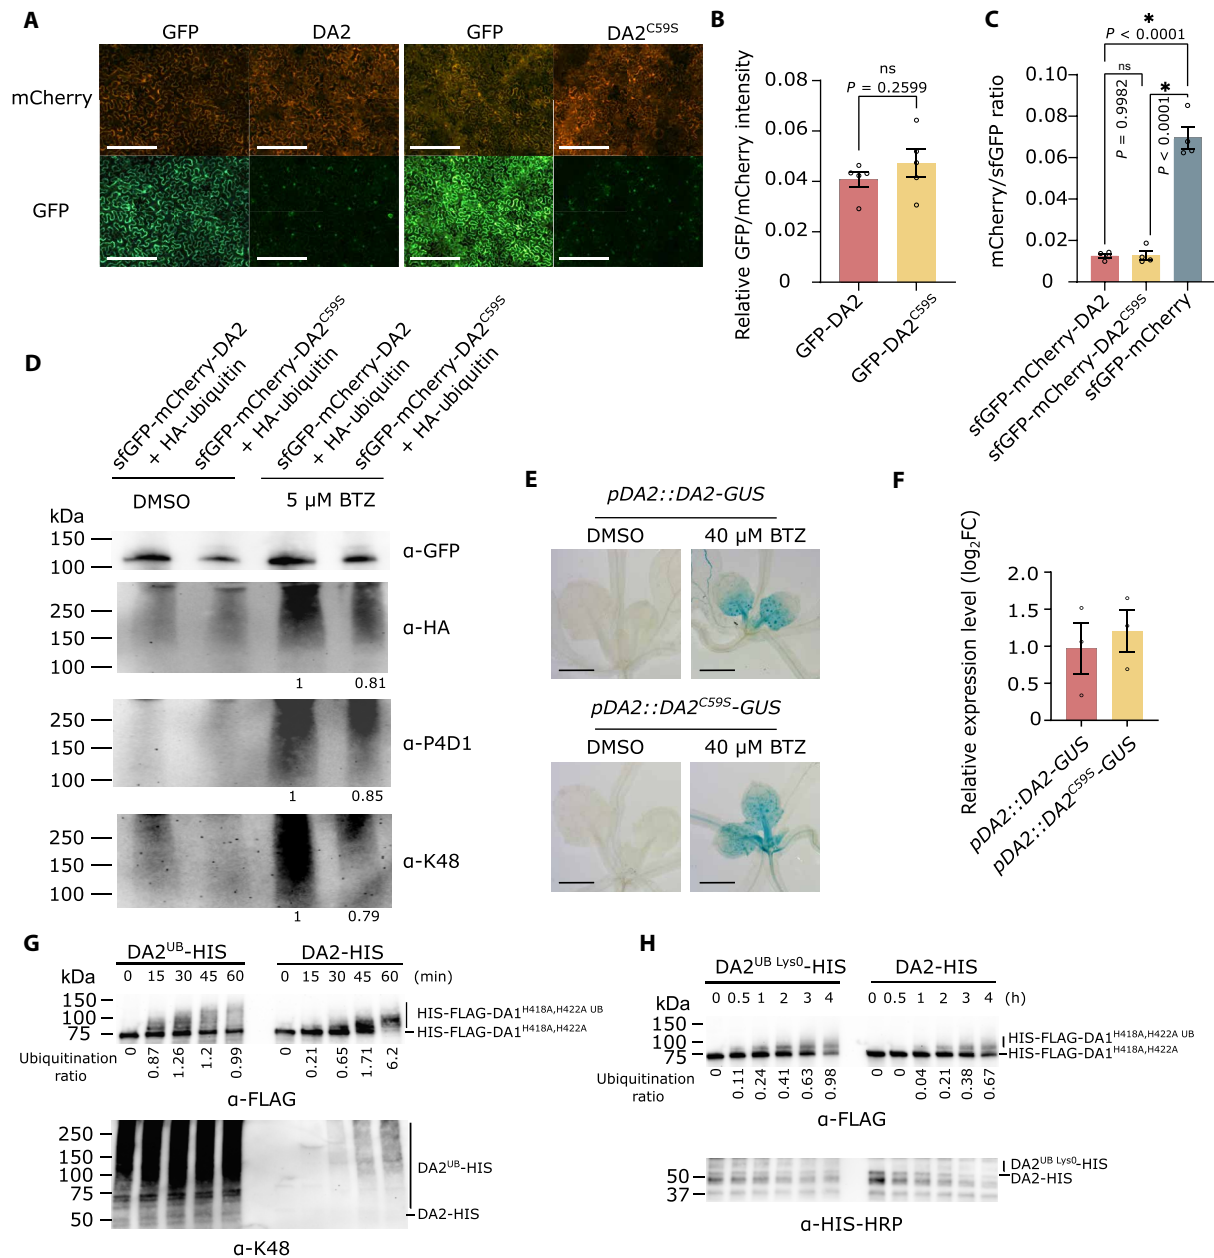 A
GFP DA2 GFP DA2C59S
mCherry
GFP
B
Relative GFP/mCherry intensity
0.08
0.06
0.04
0.02
0
ns
P = 0.2599
GFP-DA2
GFP-DA2C59S
C
mCherry/sfGFP ratio
0.10
0.08
0.06
0.04
0.02
0
*
P < 0.0001
ns
P = 0.9982
*
P < 0.0001
sfGFP-mCherry-DA2
sfGFP-mCherry-DA2C59S
sfGFP-mCherry
D
sfGFP-mCherry-DA2
+ HA-ubiquitin
sfGFP-mCherry-DA2C59S
+ HA-ubiquitin
sfGFP-mCherry-DA2
+ HA-ubiquitin
sfGFP-mCherry-DA2C59S
+ HA-ubiquitin
DMSO 5 µM BTZ
kDa
150
100
α-GFP
250
150
100
α-HA
1 0.81
250
150
100
α-P4D1
1 0.85
250
150
100
α-K48
1 0.79
E
pDA2::DA2-GUS
DMSO 40 µM BTZ
pDA2::DA2C59S-GUS
DMSO 40 µM BTZ
F
Relative expression level (log2FC)
2.0
1.5
1.0
0.5
0
pDA2::DA2-GUS
pDA2::DA2C59S-GUS
G
DA2UB-HIS DA2-HIS
kDa 0 15 30 45 60 0 15 30 45 60 (min)
150
100
75
HIS-FLAG-DA1H418A,H422A UB
HIS-FLAG-DA1H418A,H422A
Ubiquitination
ratio
0 0.87 1.26 1.2 0.99 0 0.21 0.65 1.71 6.2
α-FLAG
250
150
100
75
50
DA2UB-HIS
DA2-HIS
α-K48
H
DA2UB Lys0-HIS DA2-HIS
0 0.5 1 2 3 4 0 0.5 1 2 3 4 (h)
kDa
150
100
75
HIS-FLAG-DA1H418A,H422A UB
HIS-FLAG-DA1H418A,H422A
Ubiquitination
ratio
0 0.11 0.24 0.41 0.63 0.98 0 0 0.04 0.21 0.38 0.67
α-FLAG
50
37
DA2UB Lys0-HIS
DA2-HIS
α-HIS-HRP